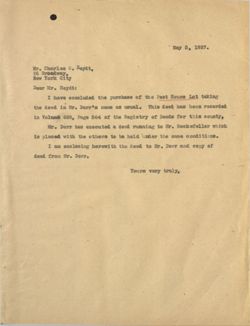 May 5, 1927.
Mr. Charles O. Heydt,
26 Broadway,
New York City
Dear Mr. Heydt:
I have concluded the purchase of the Pest House Lot taking
the deed in Mr. Dorr's name as usual. This deed has been recorded
in Volume Page 564 of the Registry of Deeds for this county.
Mr. Dorr has executed a deed running to Mr. Rockefeller which
is placed with the others to be held under the same conditions.
I am enclosing herewith the deed to Mr. Dorr and copy of
deed from Mr. Dorr.
Yours very truly,